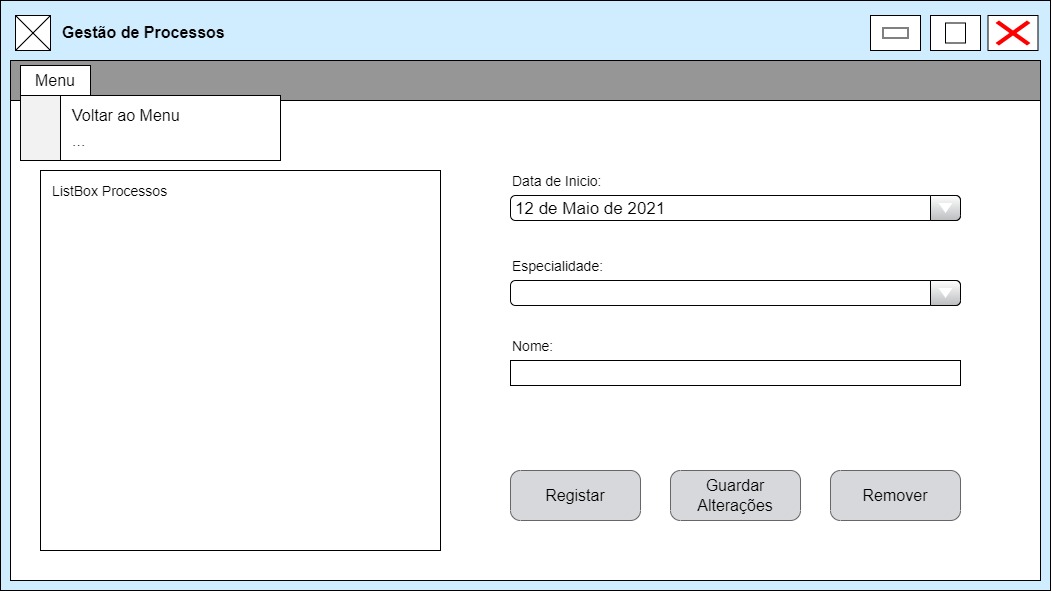 Gestão de Processos
Menu
Voltar ao Menu
...
ListBox Processos
Data de Inicio:
12 de Maio de 2021
Especialidade:
Nome:
Registar
Guardar
Alterações
Remover